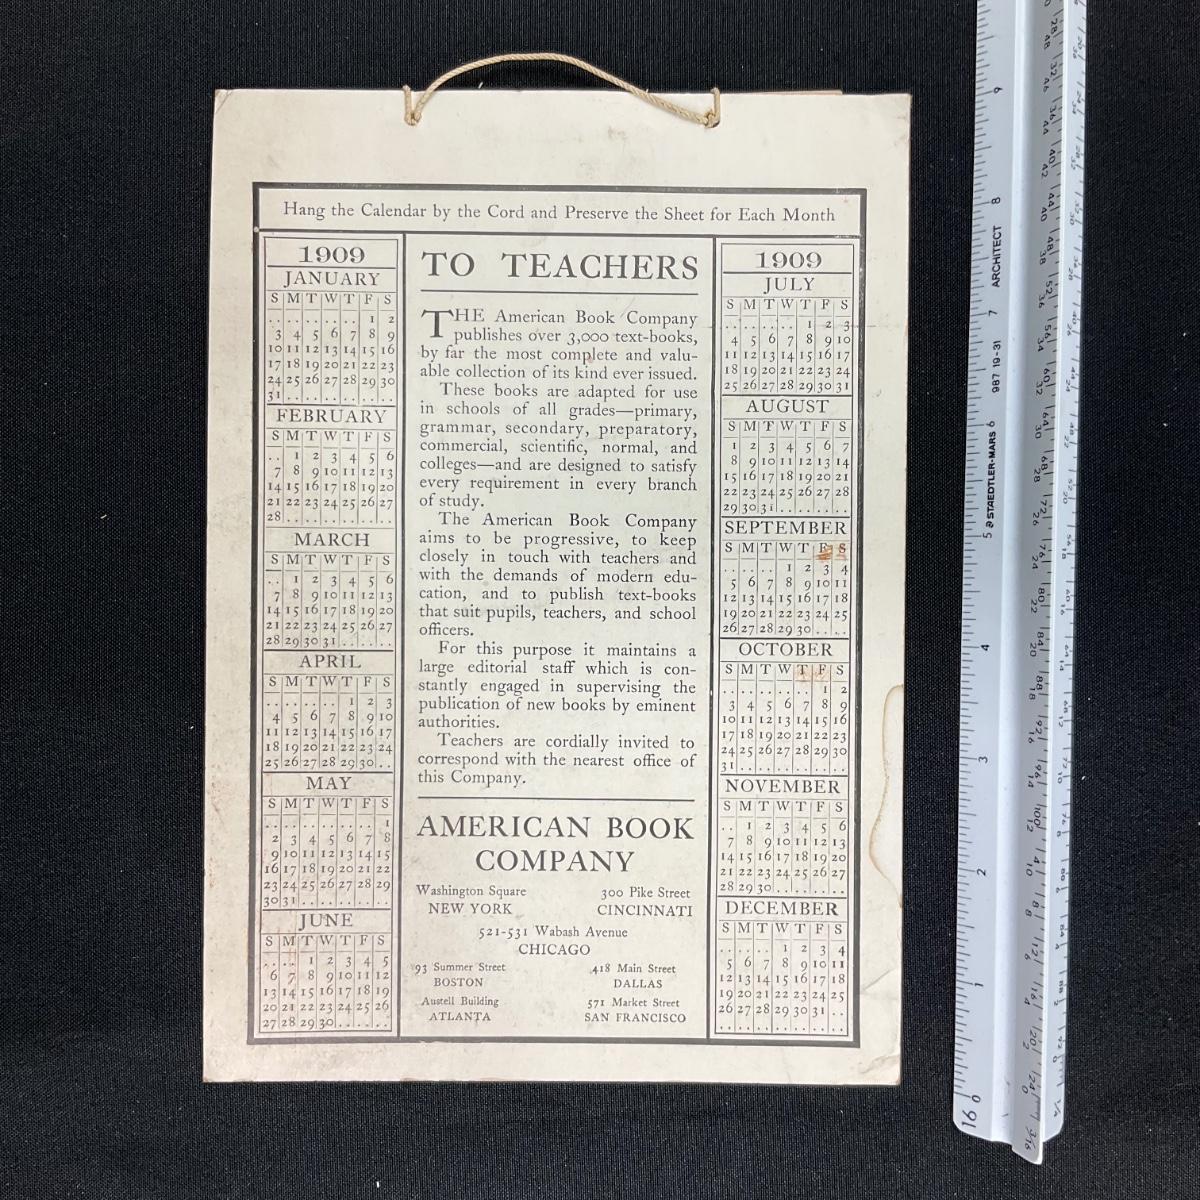 Hang the Calendar by the Cord and Preserve the Sheet for Each Month
1909
JANUARY
S M T W T F S
.. .. .. .. .. 1 2
3 4 5 6 7 8 9
10 11 12 13 14 15 16
17 18 19 20 21 22 23
24 25 26 27 28 29 30
31 .. .. .. .. .. ..
FEBRUARY
S M T W T F S
.. 1 2 3 4 5 6
7 8 9 10 11 12 13
14 15 16 17 18 19 20
21 22 23 24 25 26 27
28 .. .. .. .. .. ..
MARCH
S M T W T F S
.. 1 2 3 4 5 6
7 8 9 10 11 12 13
14 15 16 17 18 19 20
21 22 23 24 25 26 27
28 29 30 31 .. .. ..
APRIL
S M T W T F S
.. .. .. .. 1 2 3
4 5 6 7 8 9 10
11 12 13 14 15 16 17
18 19 20 21 22 23 24
25 26 27 28 29 30 ..
MAY
S M T W T F S
.. .. .. .. .. .. 1
2 3 4 5 6 7 8
9 10 11 12 13 14 15
16 17 18 19 20 21 22
23 24 25 26 27 28 29
30 31 .. .. .. .. ..
JUNE
S M T W T F S
.. .. 1 2 3 4 5
6 7 8 9 10 11 12
13 14 15 16 17 18 19
20 21 22 23 24 25 26
27 28 29 30 .. .. ..
TO TEACHERS
THE American Book Company
publishes over 3,000 text-books,
by far the most complete and valu-
able collection of its kind ever issued.
These books are adapted for use
in schools of all grades—primary,
grammar, secondary, preparatory,
commercial, scientific, normal, and
colleges—and are designed to satisfy
every requirement in every branch
of study.
The American Book Company
aims to be progressive, to keep
closely in touch with teachers and
with the demands of modern edu-
cation, and to publish text-books
that suit pupils, teachers, and school
officers.
For this purpose it maintains a
large editorial staff which is con-
stantly engaged in supervising the
publication of new books by eminent
authorities.
Teachers are cordially invited to
correspond with the nearest office of
this Company.
AMERICAN BOOK
COMPANY
Washington Square
NEW YORK
300 Pike Street
CINCINNATI
521-531 Wabash Avenue
CHICAGO
93 Summer Street
BOSTON
418 Main Street
DALLAS
Austell Building
ATLANTA
571 Market Street
SAN FRANCISCO
1909
JULY
S M T W T F S
.. .. .. .. 1 2 3
4 5 6 7 8 9 10
11 12 13 14 15 16 17
18 19 20 21 22 23 24
25 26 27 28 29 30 31
AUGUST
S M T W T F S
1 2 3 4 5 6 7
8 9 10 11 12 13 14
15 16 17 18 19 20 21
22 23 24 25 26 27 28
29 30 31 .. .. .. ..
SEPTEMBER
S M T W T F S
.. .. .. 1 2 3 4
5 6 7 8 9 10 11
12 13 14 15 16 17 18
19 20 21 22 23 24 25
26 27 28 29 30 .. ..
OCTOBER
S M T W T F S
.. .. .. .. .. 1 2
3 4 5 6 7 8 9
10 11 12 13 14 15 16
17 18 19 20 21 22 23
24 25 26 27 28 29 30
31 .. .. .. .. .. ..
NOVEMBER
S M T W T F S
.. 1 2 3 4 5 6
7 8 9 10 11 12 13
14 15 16 17 18 19 20
21 22 23 24 25 26 27
28 29 30 .. .. .. ..
DECEMBER
S M T W T F S
.. .. .. 1 2 3 4
5 6 7 8 9 10 11
12 13 14 15 16 17 18
19 20 21 22 23 24 25
26 27 28 29 30 31 ..
.. .. .. .. .. .. ..
STAEDTLER-MARS 987 19-31 ARCHITECT
16 0 1 2 3 4 5 6 7 8 9